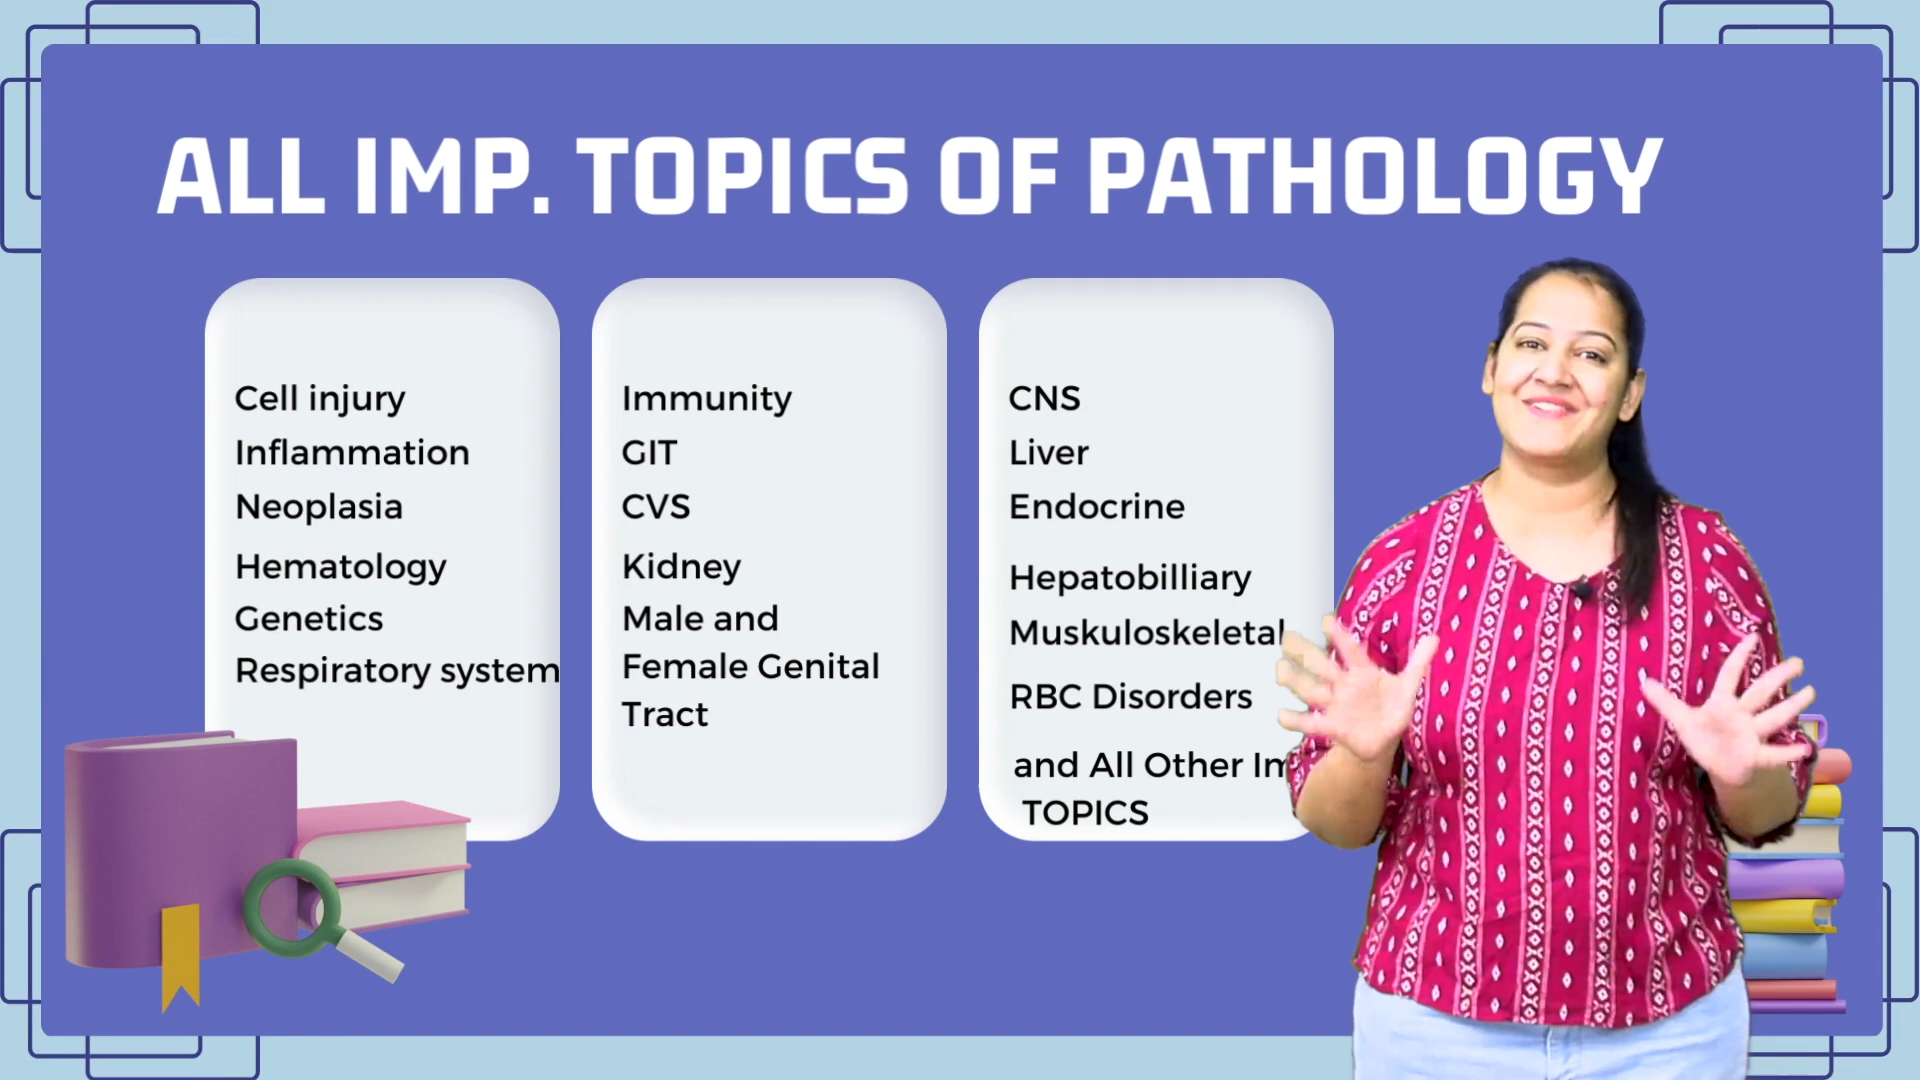 ALL IMP. TOPICS OF PATHOLOGY
Cell injury
Inflammation
Neoplasia
Hematology
Genetics
Respiratory system
Immunity
GIT
CVS
Kidney
Male and
Female Genital
Tract
CNS
Liver
Endocrine
Hepatobilliary
Muskuloskeletal
RBC Disorders
and All Other
TOPICS